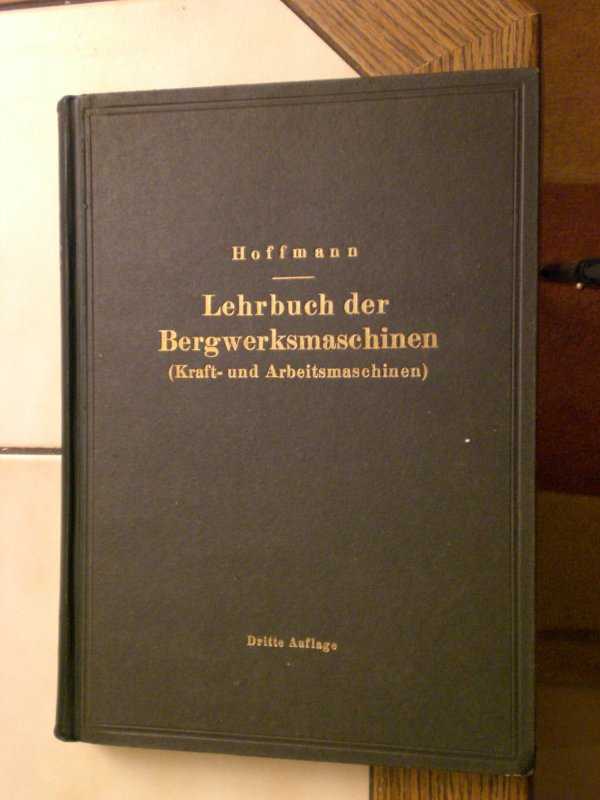 Hoffmann
Lehrbuch der
Bergwerksmaschinen
(Kraft- und Arbeitsmaschinen)
Dritte Auflage